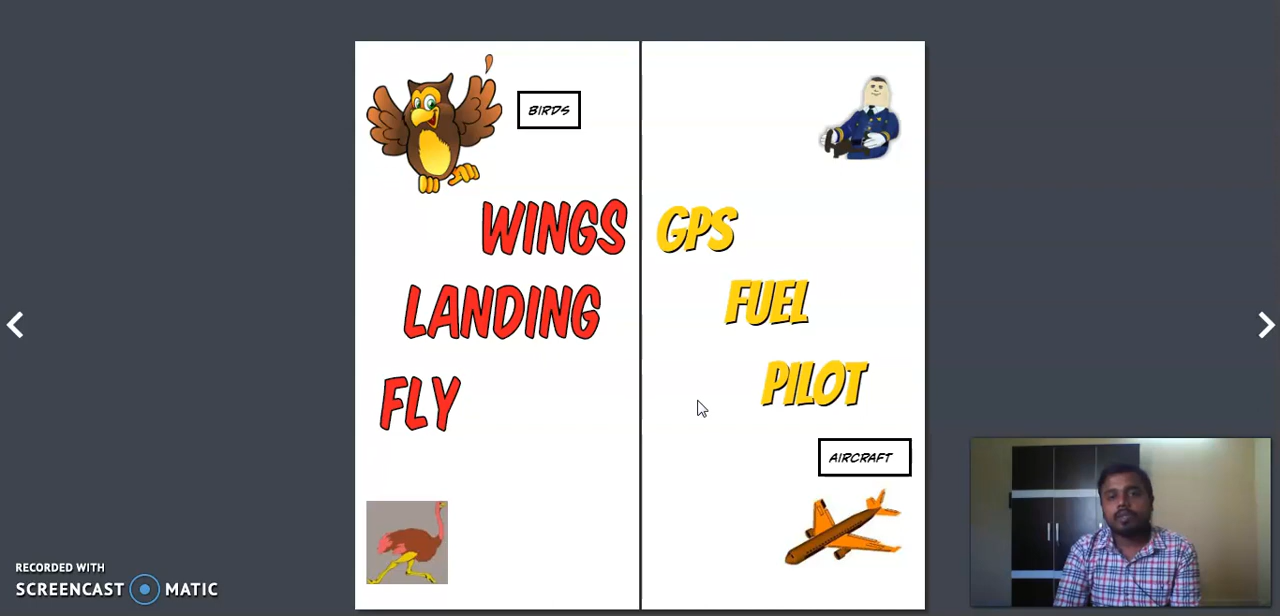 BIRDS
WINGS
LANDING
FLY
GPS
FUEL
PILOT
AIRCRAFT
RECORDED WITH
SCREENCAST MATIC